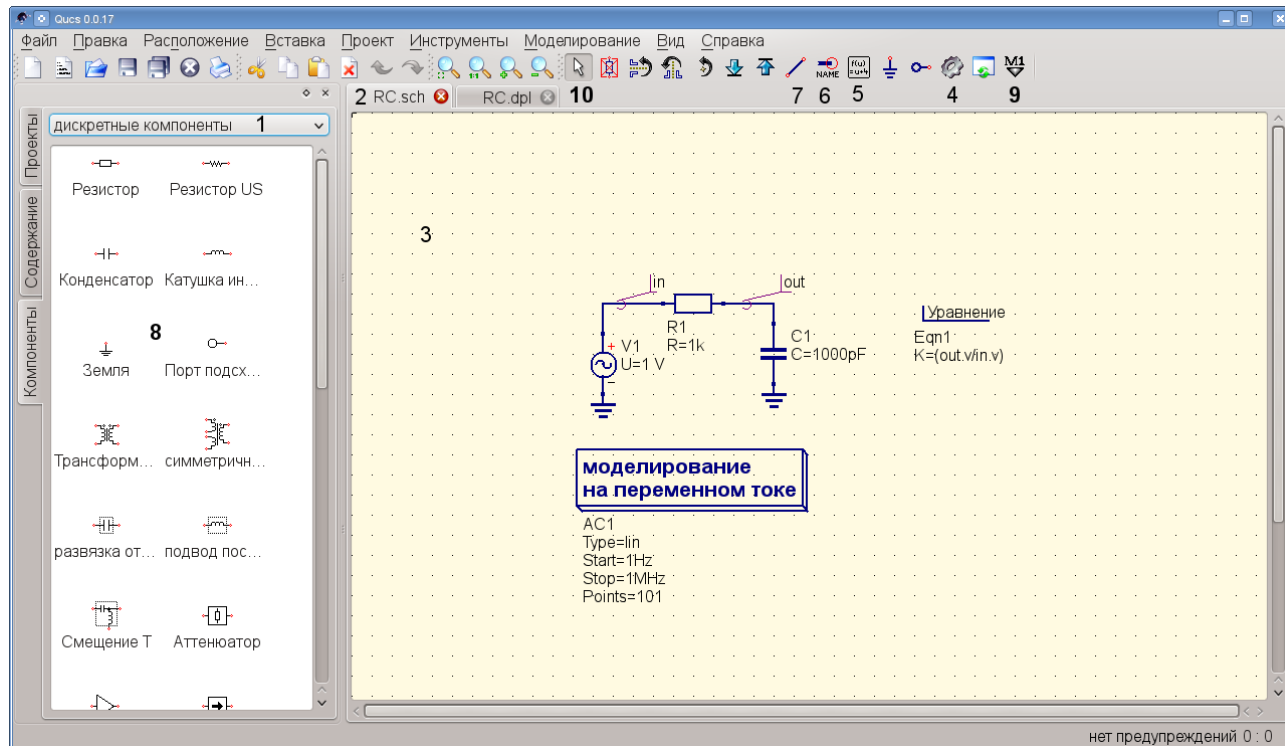 Qucs 0.0.17
Файл Правка Расположение Вставка Проект Инструменты Моделирование Вид Справка
NAME
f(ω)
=u+4
M1
2 RC.sch RC.dpl 10 7 6 5 4 9
дискретные компоненты 1
Проекты
Содержание
Компоненты
Резистор Резистор US
Конденсатор Катушка ин...
8
Земля Порт подсх...
Трансформ... симметричн...
развязка от... подвод пос...
Смещение Т Аттенюатор
3
in
out
R1
R=1k
V1
U=1 V
C1
C=1000pF
Уравнение
Eqn1
K=(out.v/in.v)
моделирование
на переменном токе
AC1
Type=lin
Start=1Hz
Stop=1MHz
Points=101
нет предупреждений 0 : 0